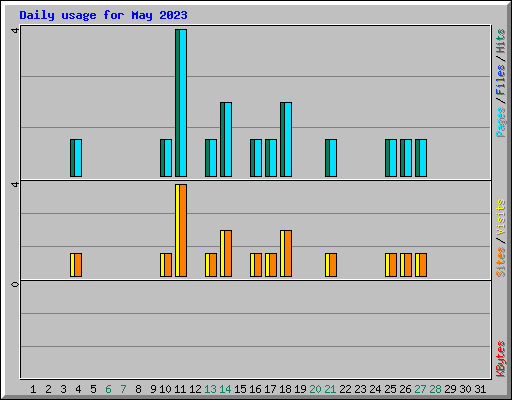 Daily usage for May 2023
4
4
0
Pages / Files / Hits
Sites / Visits
KBytes
1 2 3 4 5 6 7 8 9 10 11 12 13 14 15 16 17 18 19 20 21 22 23 24 25 26 27 28 29 30 31